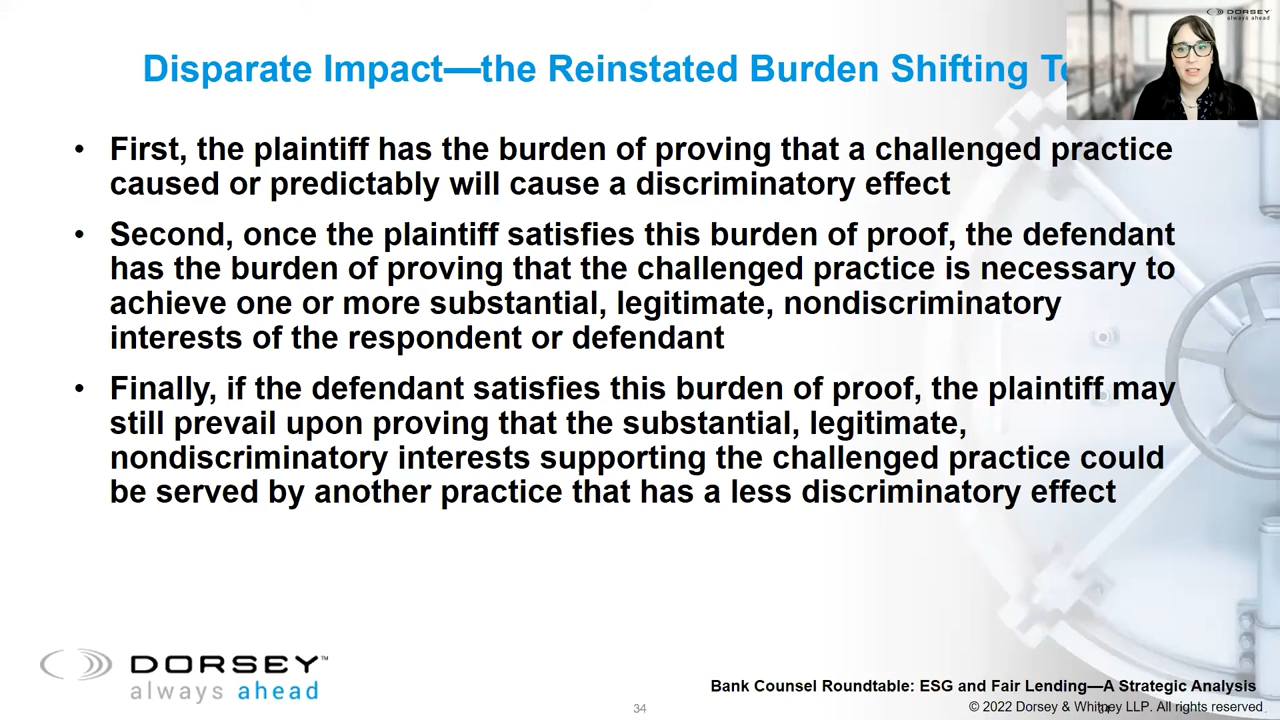 DORSEY
always ahead
Disparate Impact—the Reinstated Burden Shifting
• First, the plaintiff has the burden of proving that a challenged practice
caused or predictably will cause a discriminatory effect
• Second, once the plaintiff satisfies this burden of proof, the defendant
has the burden of proving that the challenged practice is necessary to
achieve one or more substantial, legitimate, nondiscriminatory
interests of the respondent or defendant
• Finally, if the defendant satisfies this burden of proof, the plaintiff may
still prevail upon proving that the substantial, legitimate,
nondiscriminatory interests supporting the challenged practice could
be served by another practice that has a less discriminatory effect
DORSEY™
always ahead
Bank Counsel Roundtable: ESG and Fair Lending—A Strategic Analysis
34
© 2022 Dorsey & Whitney LLP. All rights reserved